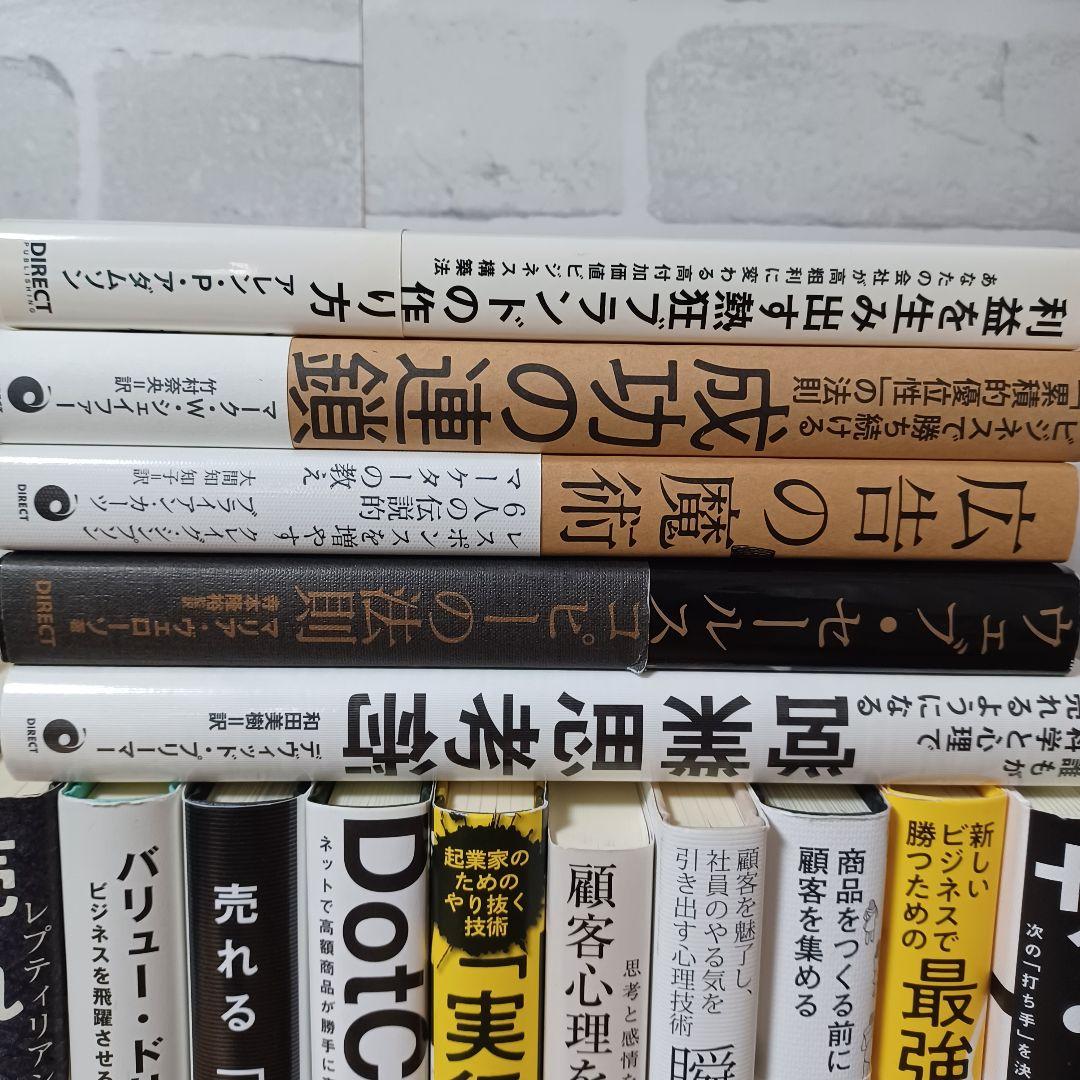 あなたの会社が高粗利に変わる高付加価値ビジネス構築法
利益を生み出す熱狂ブランドの作り方
アレン・P・アダムソン
DIRECT
PUBLISHING
ビジネスで勝ち続ける
「累積的優位性」の法則
成功の連鎖
マーク・W・シェイファー
竹村奈央＝訳
DIRECT
広告の魔術
レスポンスを増やす
6人の伝説的
マーケターの教え
クレイグ・シンプソン
ブライアン・カーツ
大間知 知子＝訳
DIRECT
ウェブ・セールスコピーの法則
マリア・ヴェローソ 著
寺本隆裕 監訳
DIRECT
誰もが
科学と心理で
売れるようになる
営業思考術
デヴィッド・プリーマー
和田美樹＝訳
DIRECT
レプティリアン
バリュー・ド
ビジネスを飛躍させる
売れる「
DotC
ネットで高額商品が勝手に
起業家の
ための
やり抜く
技術
「実行
顧客心理を
思考と感情
顧客を魅了し、
社員のやる気を
引き出す心理技術
瞬
商品をつくる前に
顧客を集める
新しい
ビジネスで
勝つための
最強
次の「打ち手」を決